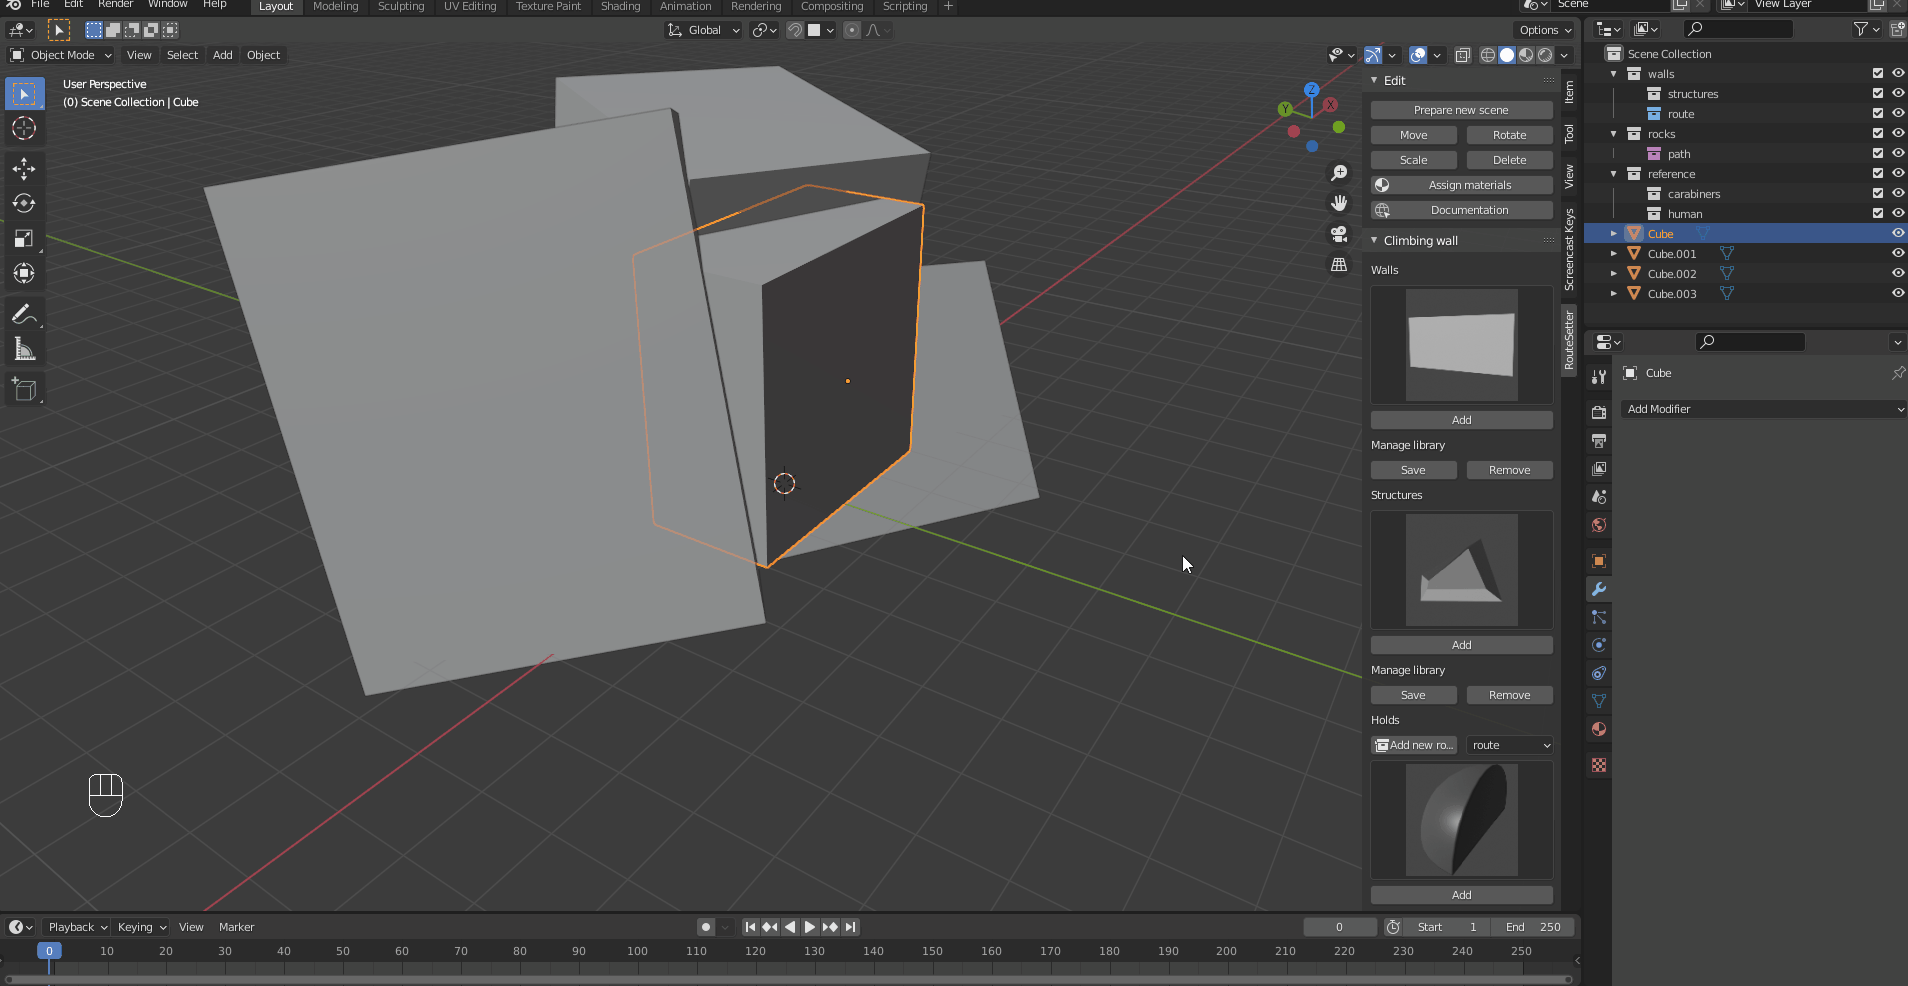 File Edit Render Window Help Layout Modeling Sculpting UV Editing Texture Paint Shading Animation Rendering Compositing Scripting + Scene View Layer
Global Options
Object Mode View Select Add Object
User Perspective
(0) Scene Collection | Cube
Z
Y
X
Edit
Prepare new scene
Move Rotate
Scale Delete
Assign materials
Documentation
Climbing wall
Walls
Add
Manage library
Save Remove
Structures
Add
Manage library
Save Remove
Holds
Add new ro... route
Add
Item
Tool
View
Screencast Keys
RouteSetter
Scene Collection
walls
structures
route
rocks
path
reference
carabiners
human
Cube
Cube.001
Cube.002
Cube.003
Cube
Add Modifier
Playback Keying View Marker 0 Start 1 End 250
0 10 20 30 40 50 60 70 80 90 100 110 120 130 140 150 160 170 180 190 200 210 220 230 240 250